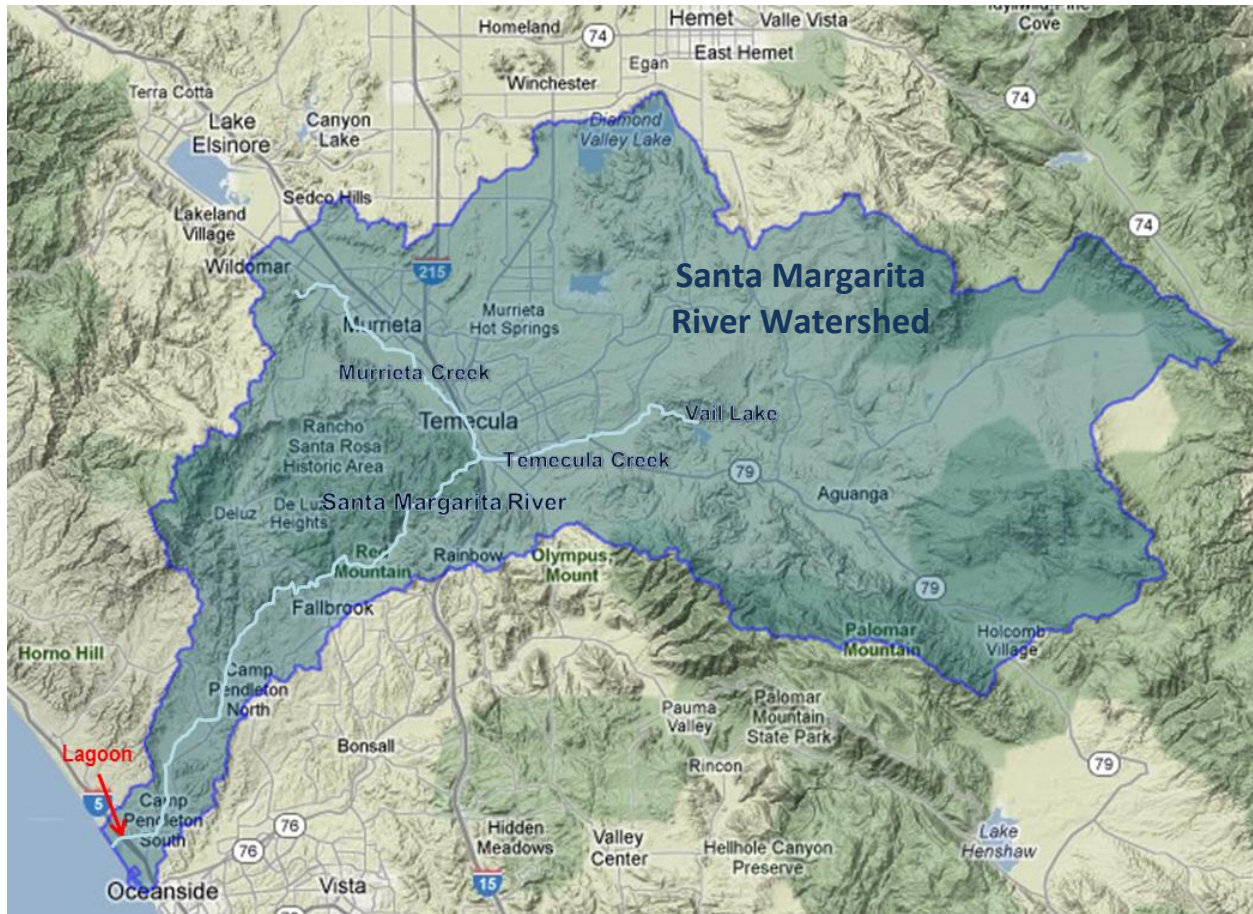 Hemet
Valle Vista
Homeland
74
East Hemet
Cove
Egan
Winchester
Terra Cotta
74
Lake
Elsinore
Canyon
Lake
Diamond
Valley Lake
Sedco Hills
Lakeland
Village
74
Wildomar
215
Santa Margarita
River Watershed
Murrieta
Hot Springs
Murrieta
Murrieta Creek
Vail Lake
Temecula
Rancho
Santa Rosa
Historic Area
Temecula Creek
79
Aguanga
Santa Margarita River
Deluz
De Luz
Heights
Red
Mountain
Rainbow
Olympus,
Mount
79
Fallbrook
Holcomb
Village
Palomar
Mountain
Horno Hill
Camp
Pendleton
North
Pauma
Valley
Palomar
Mountain
State Park
Bonsall
Lagoon
Rincon
79
5
Camp
Pendleton
South
76
76
Hidden
Meadows
Valley
Center
Hellhole Canyon
Preserve
Lake
Henshaw
Oceanside
Vista
15